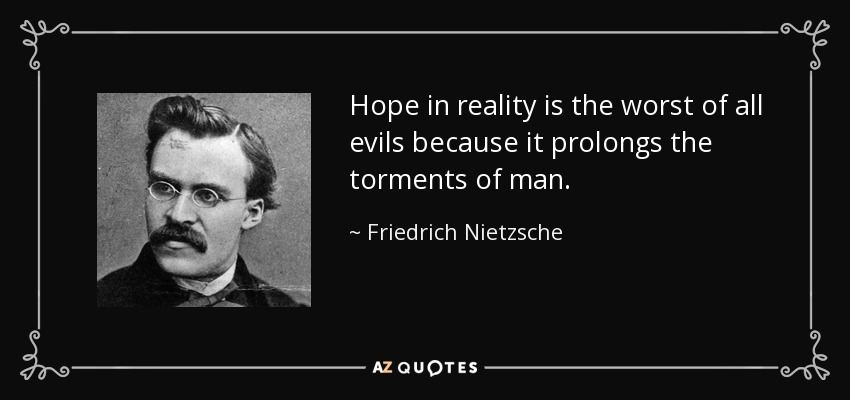 Hope in reality is the worst of all
evils because it prolongs the
torments of man.
~ Friedrich Nietzsche
AZ QUOTES